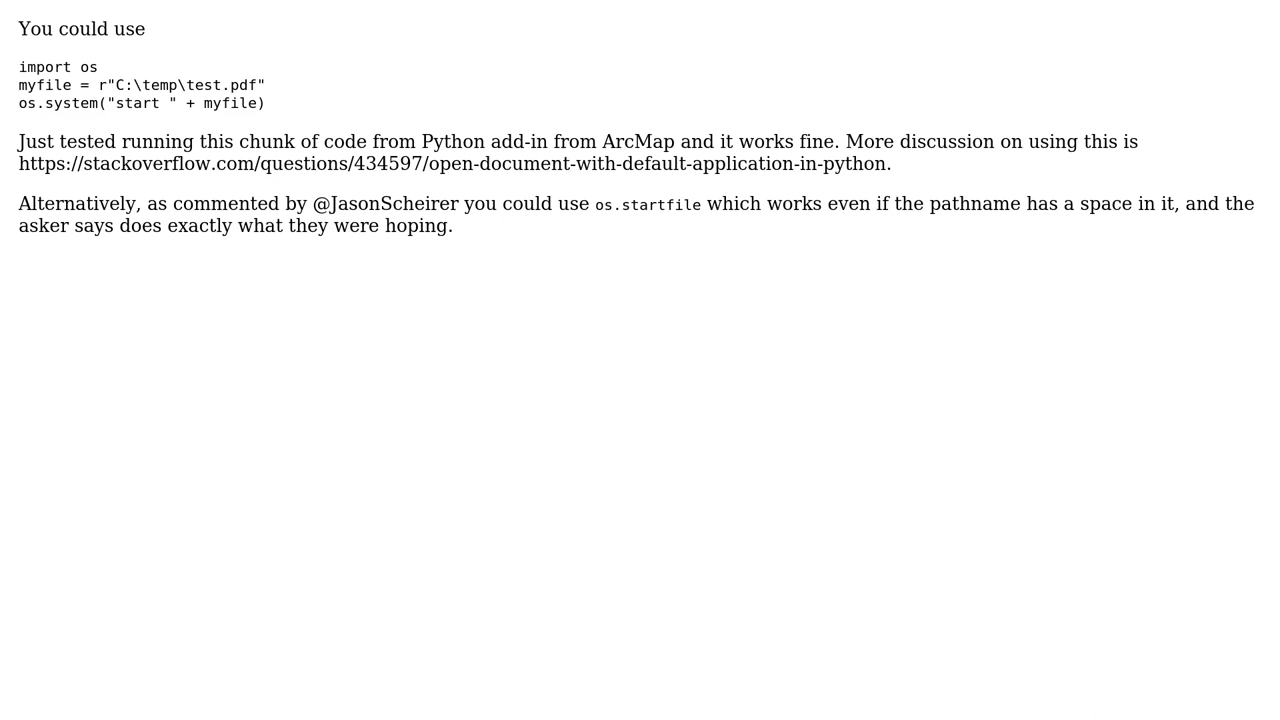 You could use
import os
myfile = r"C:\temp\test.pdf"
os.system("start " + myfile)
Just tested running this chunk of code from Python add-in from ArcMap and it works fine. More discussion on using this is
https://stackoverflow.com/questions/434597/open-document-with-default-application-in-python.
Alternatively, as commented by @JasonScheirer you could use os.startfile which works even if the pathname has a space in it, and the
asker says does exactly what they were hoping.